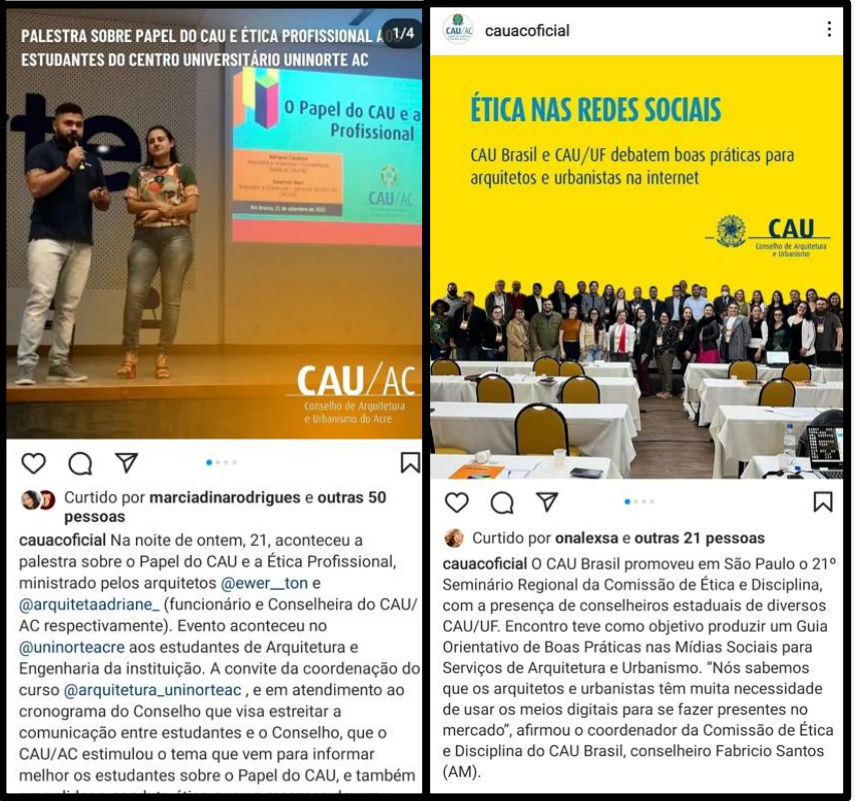 PALESTRA SOBRE PAPEL DO CAU E ÉTICA PROFISSIONAL AOS
1/4
ESTUDANTES DO CENTRO UNIVERSITÁRIO UNINORTE AC
O Papel do CAU e a
Profissional
CAU/AC
Rio Branco, 21 de setembro de 2022
CAU/AC
Conselho de Arquitetura
e Urbanismo do Acre
Curtido por marciadinarodrigues e outras 50
pessoas
cauacoficial Na noite de ontem, 21, aconteceu a
palestra sobre o Papel do CAU e a Ética Profissional,
ministrado pelos arquitetos @ewer__ton e
@arquitetaadriane_ (funcionário e Conselheira do CAU/
AC respectivamente). Evento aconteceu no
@uninorteacre aos estudantes de Arquitetura e
Engenharia da instituição. A convite da coordenação do
curso @arquitetura_uninorteac , e em atendimento ao
cronograma do Conselho que visa estreitar a
comunicação entre estudantes e o Conselho, que o
CAU/AC estimulou o tema que vem para informar
melhor os estudantes sobre o Papel do CAU, e também
CAU/AC
cauacoficial
ÉTICA NAS REDES SOCIAIS
CAU Brasil e CAU/UF debatem boas práticas para
arquitetos e urbanistas na internet
CAU
Conselho de Arquitetura
e Urbanismo
Curtido por onalexsa e outras 21 pessoas
cauacoficial O CAU Brasil promoveu em São Paulo o 21º
Seminário Regional da Comissão de Ética e Disciplina,
com a presença de conselheiros estaduais de diversos
CAU/UF. Encontro teve como objetivo produzir um Guia
Orientativo de Boas Práticas nas Mídias Sociais para
Serviços de Arquitetura e Urbanismo. “Nós sabemos
que os arquitetos e urbanistas têm muita necessidade
de usar os meios digitais para se fazer presentes no
mercado”, afirmou o coordenador da Comissão de Ética
e Disciplina do CAU Brasil, conselheiro Fabricio Santos
(AM).